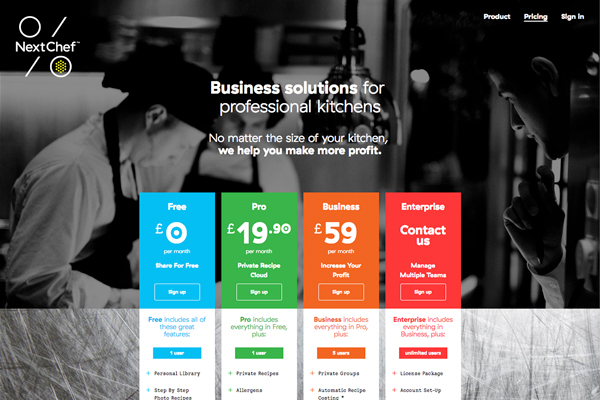 Product Pricing Sign in
NextChef™
Business solutions for
professional kitchens
No matter the size of your kitchen,
we help you make more profit.
Free
£0
per month
Share For Free
Sign up
Free includes all of
these great
features:
1 user
+ Personal Library
+ Step By Step
Photo Recipes
Pro
£19.90
per month
Private Recipe
Cloud
Sign up
Pro includes
everything in Free,
plus:
1 user
+ Private Recipes
+ Allergens
Business
£59
per month
Increase Your
Profit
Sign up
Business includes
everything in Pro,
plus:
5 users
+ Private Groups
+ Automatic Recipe
Costing *
Enterprise
Contact
us
Manage
Multiple Teams
Sign up
Enterprise includes
everything in
Business, plus:
unlimited users
+ License Package
+ Account Set-Up